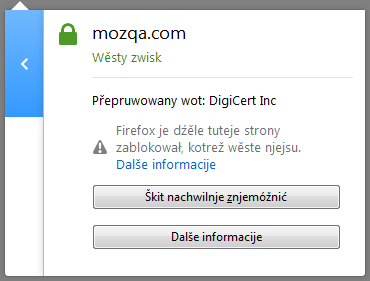 mozqa.com
Wěsty zwisk
Přepruwowany wot: DigiCert Inc
Firefox je dźěle tuteje strony
zablokował, kotrež wěste njejsu.
Dalše informacije
Škit nachwilnje znjemóžnić
Dalše informacije